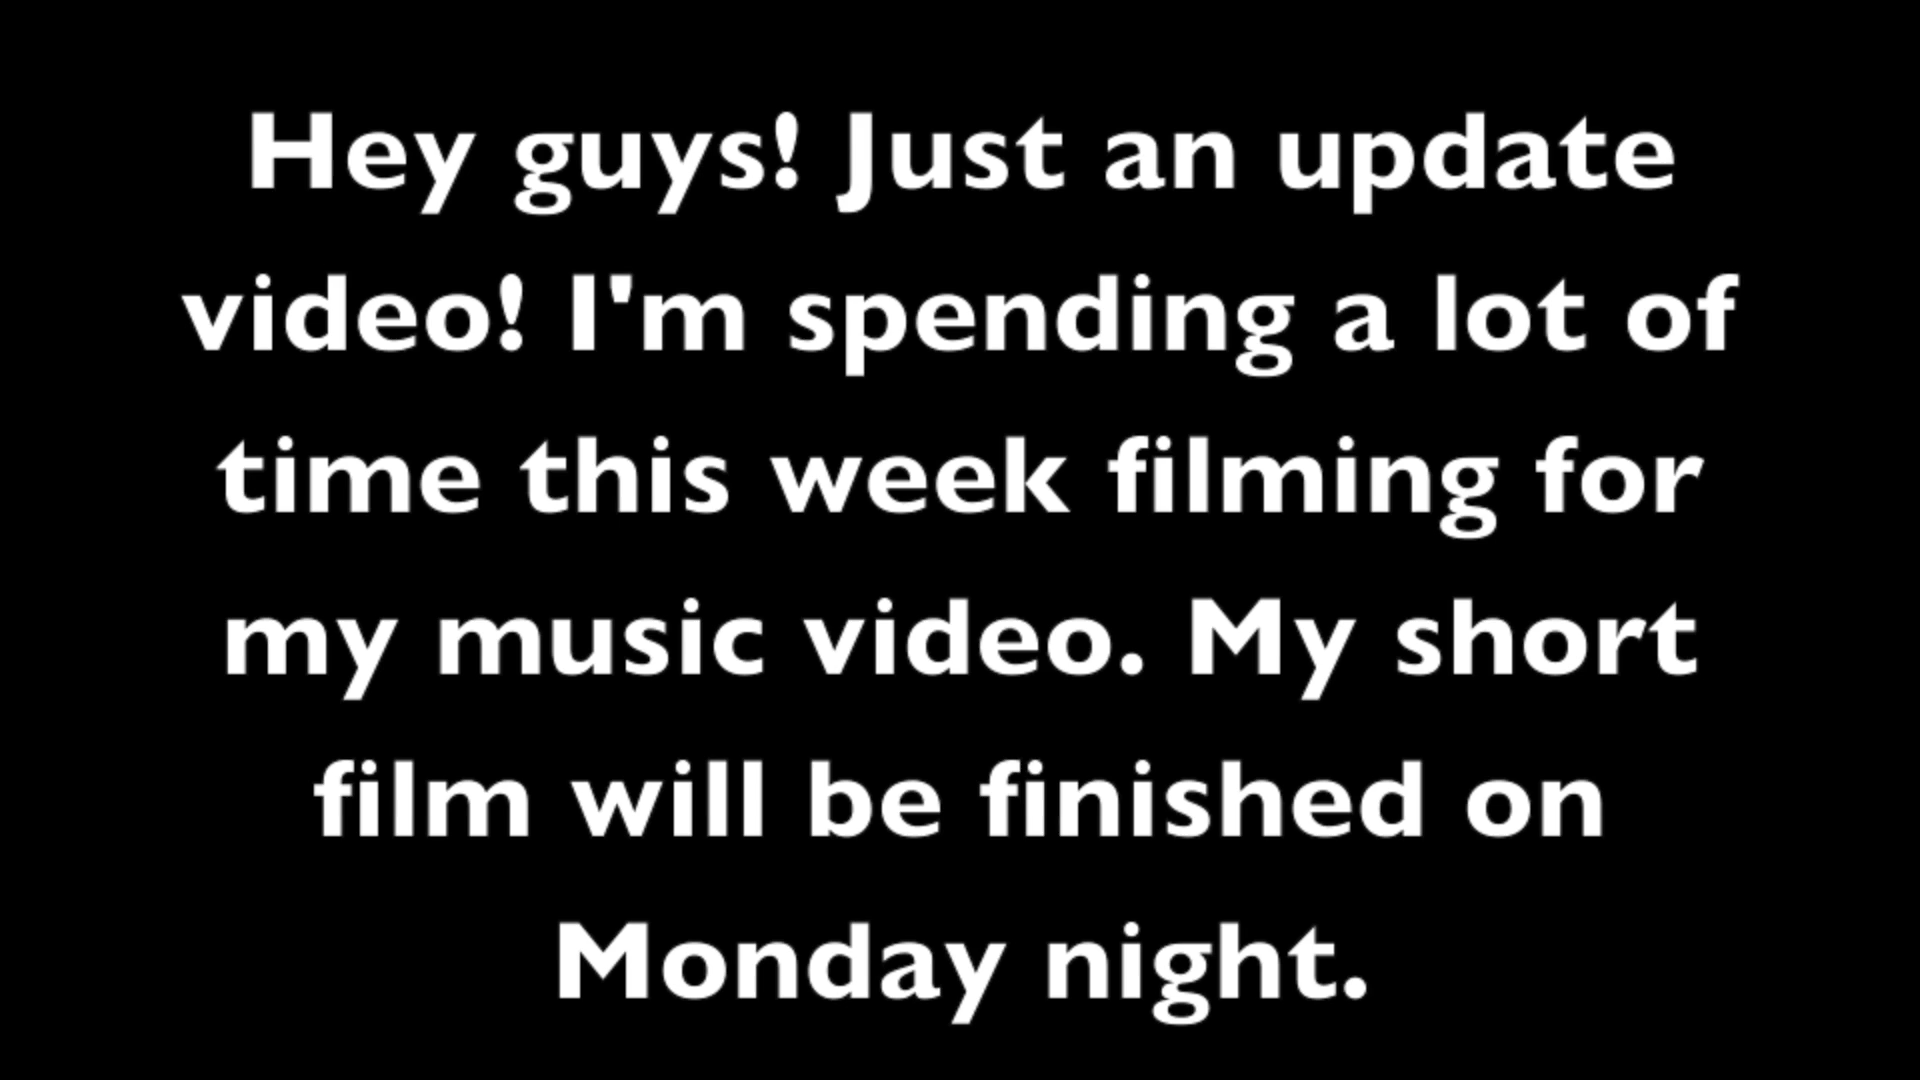 Hey guys! Just an update
video! I'm spending a lot of
time this week filming for
my music video. My short
film will be finished on
Monday night.